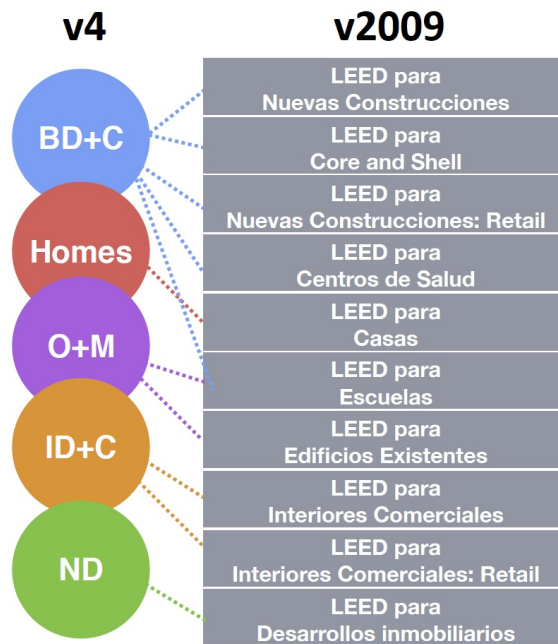 v4
v2009
BD+C
Homes
O+M
ID+C
ND
LEED para
Nuevas Construcciones
LEED para
Core and Shell
LEED para
Nuevas Construcciones: Retail
LEED para
Centros de Salud
LEED para
Casas
LEED para
Escuelas
LEED para
Edificios Existentes
LEED para
Interiores Comerciales
LEED para
Interiores Comerciales: Retail
LEED para
Desarrollos inmobiliarios